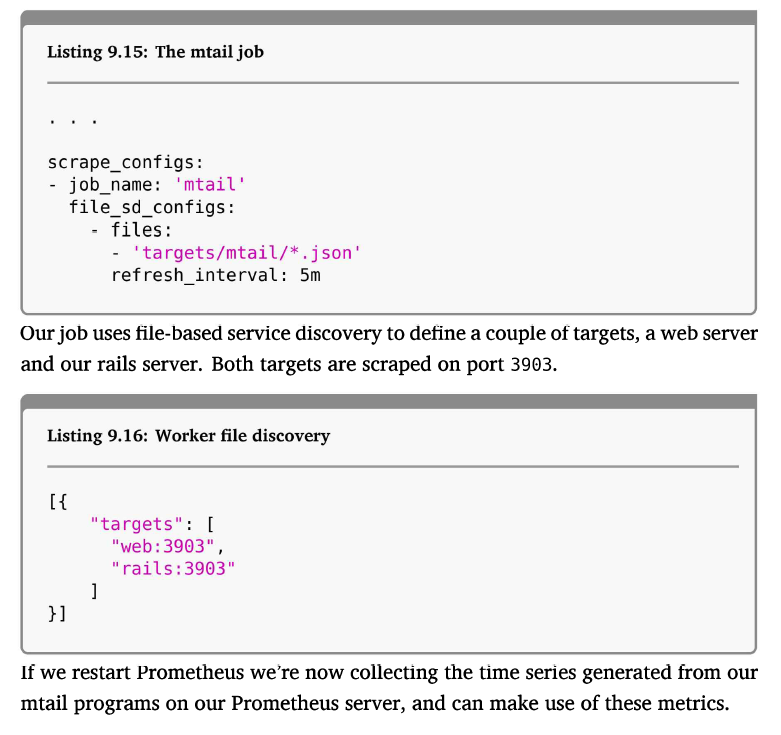 Listing 9.15: The mtail job
. . .
scrape_configs:
- job_name: 'mtail'
  file_sd_configs:
    - files:
      - 'targets/mtail/*.json'
      refresh_interval: 5m
Our job uses file-based service discovery to define a couple of targets, a web server
and our rails server. Both targets are scraped on port 3903.
Listing 9.16: Worker file discovery
[{
    "targets": [
      "web:3903",
      "rails:3903"
    ]
}]
If we restart Prometheus we're now collecting the time series generated from our
mtail programs on our Prometheus server, and can make use of these metrics.